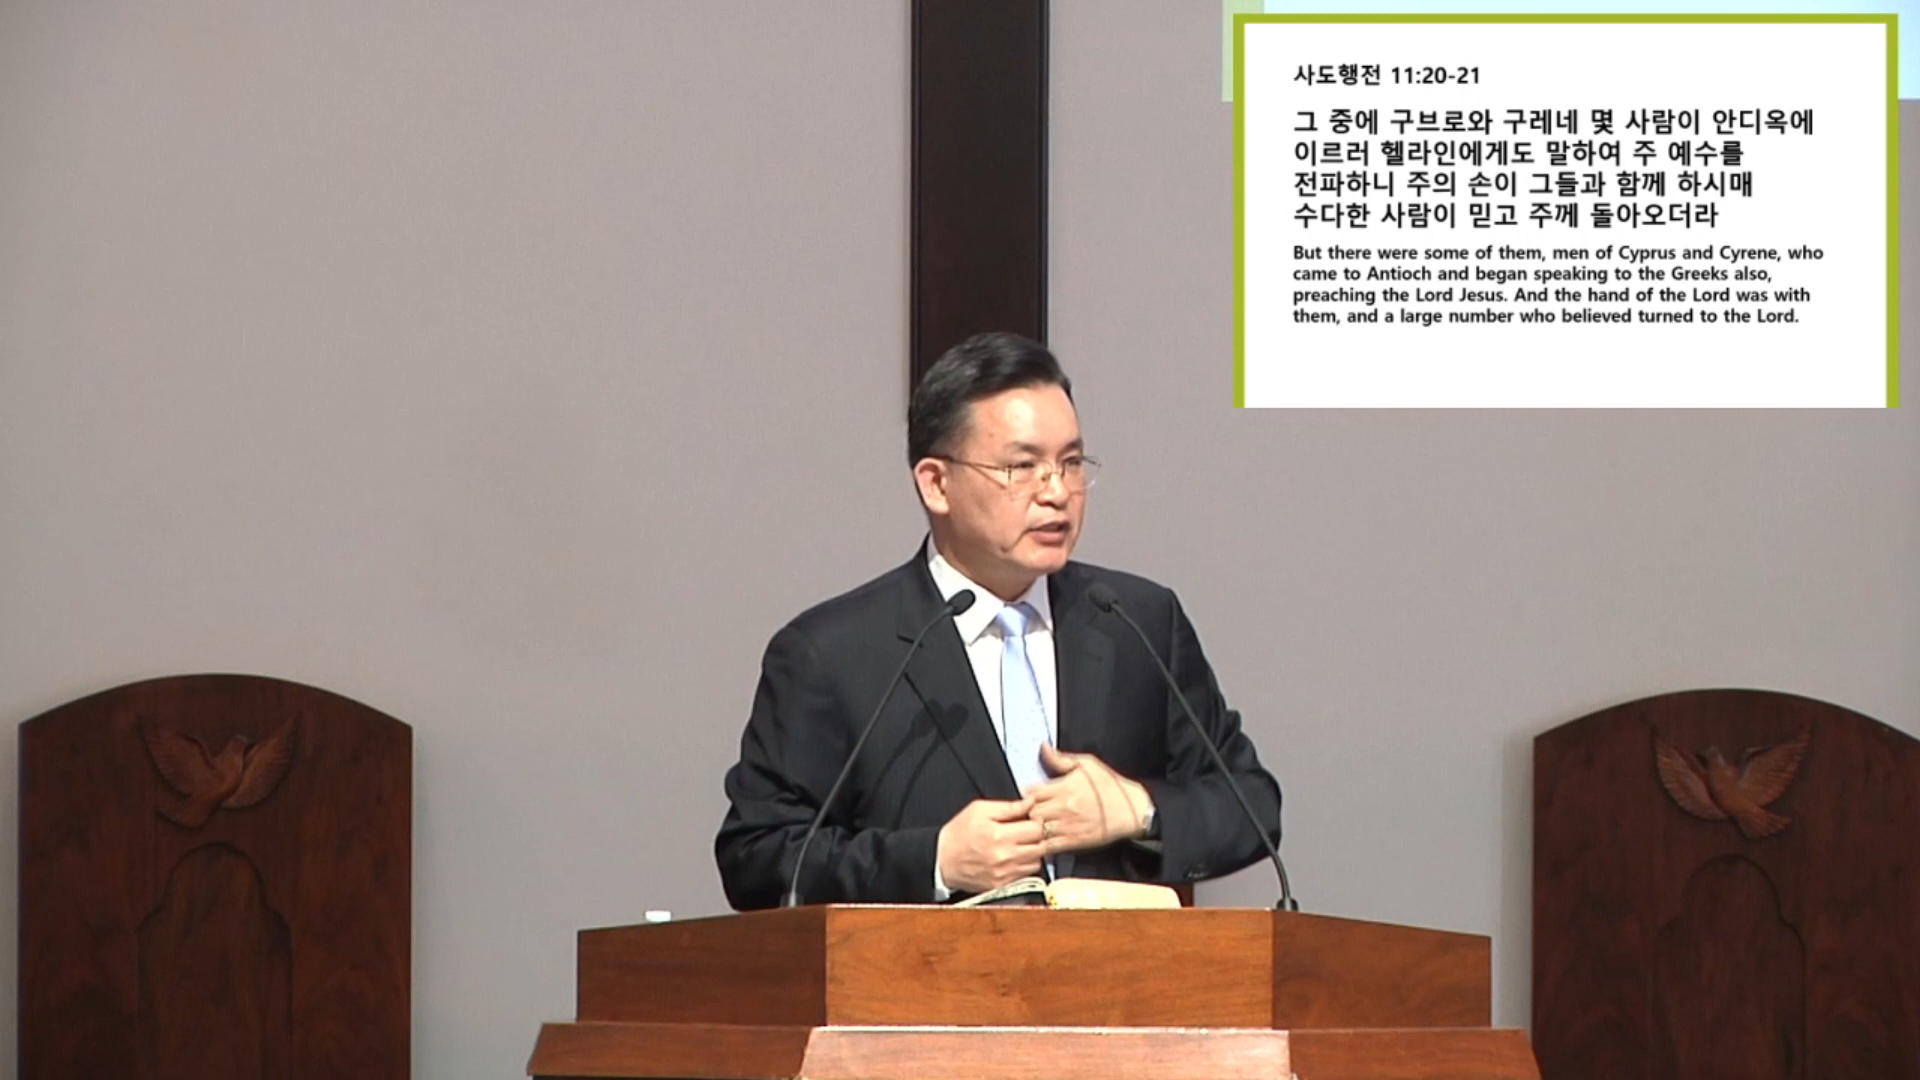 사도행전 11:20-21
그 중에 구브로와 구레네 몇 사람이 안디옥에
이르러 헬라인에게도 말하여 주 예수를
전파하니 주의 손이 그들과 함께 하시매
수다한 사람이 믿고 주께 돌아오더라
But there were some of them, men of Cyprus and Cyrene, who
came to Antioch and began speaking to the Greeks also,
preaching the Lord Jesus. And the hand of the Lord was with
them, and a large number who believed turned to the Lord.